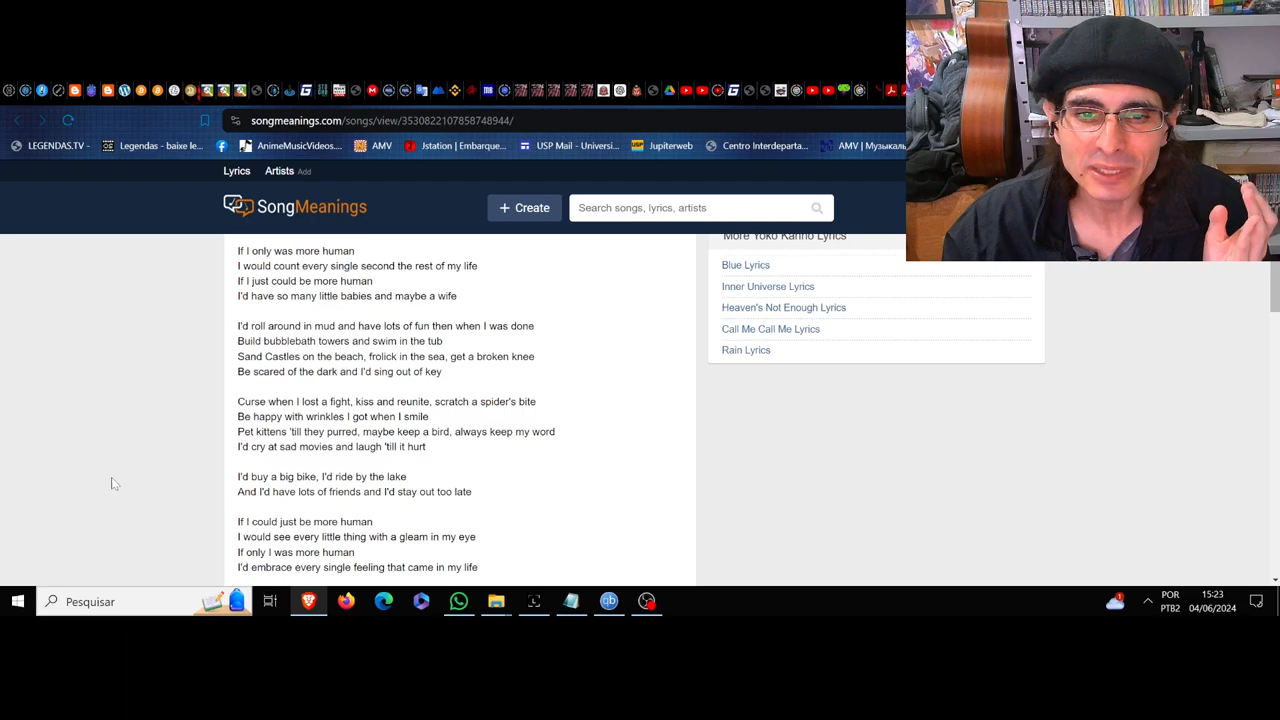 songmeanings.com/songs/view/3530822107858748944/
LEGENDAS.TV -
Legendas - baixe le...
AnimeMusicVideos...
AMV
Jstation | Embarque...
USP Mail - Universi...
Jupiterweb
Centro Interdeparta...
Lyrics
Artists Add
SongMeanings
+ Create
Search songs, lyrics, artists
If I only was more human
I would count every single second the rest of my life
If I just could be more human
I'd have so many little babies and maybe a wife
I'd roll around in mud and have lots of fun then when I was done
Build bubblebath towers and swim in the tub
Sand Castles on the beach, frolick in the sea, get a broken knee
Be scared of the dark and I'd sing out of key
Curse when I lost a fight, kiss and reunite, scratch a spider's bite
Be happy with wrinkles I got when I smile
Pet kittens 'till they purred, maybe keep a bird, always keep my word
I'd cry at sad movies and laugh 'till it hurt
I'd buy a big bike, I'd ride by the lake
And I'd have lots of friends and I'd stay out too late
If I could just be more human
I would see every little thing with a gleam in my eye
If only I was more human
I'd embrace every single feeling that came in my life
More Yoko Kanno Lyrics
Blue Lyrics
Inner Universe Lyrics
Heaven's Not Enough Lyrics
Call Me Call Me Lyrics
Rain Lyrics
Pesquisar
POR
PTB2
15:23
04/06/2024